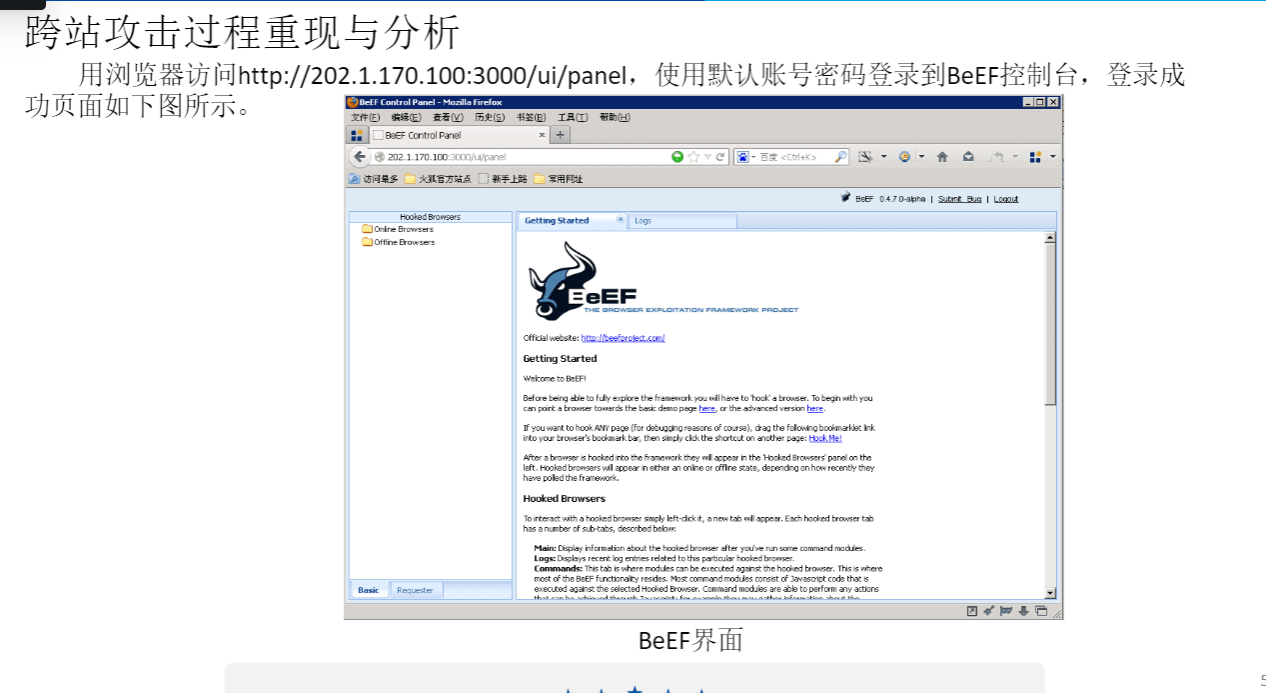 跨站攻击过程重现与分析
用浏览器访问http://202.1.170.100:3000/ui/panel，使用默认账号密码登录到BeEF控制台，登录成
功页面如下图所示。
BeEF Control Panel - Mozilla Firefox
文件(F) 编辑(E) 查看(V) 历史(S) 书签(B) 工具(T) 帮助(H)
BeEF Control Panel
202.1.170.100:3000/ui/panel
百度 <Ctrl+K>
访问最多 火狐官方站点 新手上路 常用网址
BeEF 0.4.7.0-alpha | Submit Bug | Logout
Hooked Browsers
Online Browsers
Offline Browsers
Getting Started Logs
BeEF
THE BROWSER EXPLOITATION FRAMEWORK PROJECT
Official website: http://beefproject.com/
Getting Started
Welcome to BeEF!
Before being able to fully explore the framework you will have to 'hook' a browser. To begin with you
can point a browser towards the basic demo page here, or the advanced version here.
If you want to hook ANY page (for debugging reasons of course), drag the following bookmarklet link
into your browser's bookmark bar, then simply click the shortcut on another page: Hook Me!
After a browser is hooked into the framework they will appear in the 'Hooked Browsers' panel on the
left. Hooked browsers will appear in either an online or offline state, depending on how recently they
have polled the framework.
Hooked Browsers
To interact with a hooked browser simply left-click it, a new tab will appear. Each hooked browser tab
has a number of sub-tabs, described below:
Main: Display information about the hooked browser after you've run some command modules.
Logs: Displays recent log entries related to this particular hooked browser.
Commands: This tab is where modules can be executed against the hooked browser. This is where
most of the BeEF functionality resides. Most command modules consist of Javascript code that is
executed against the selected Hooked Browser. Command modules are able to perform any actions
that can be achieved through Javascript: for example they may gather information about the
Basic Requester
BeEF界面
5